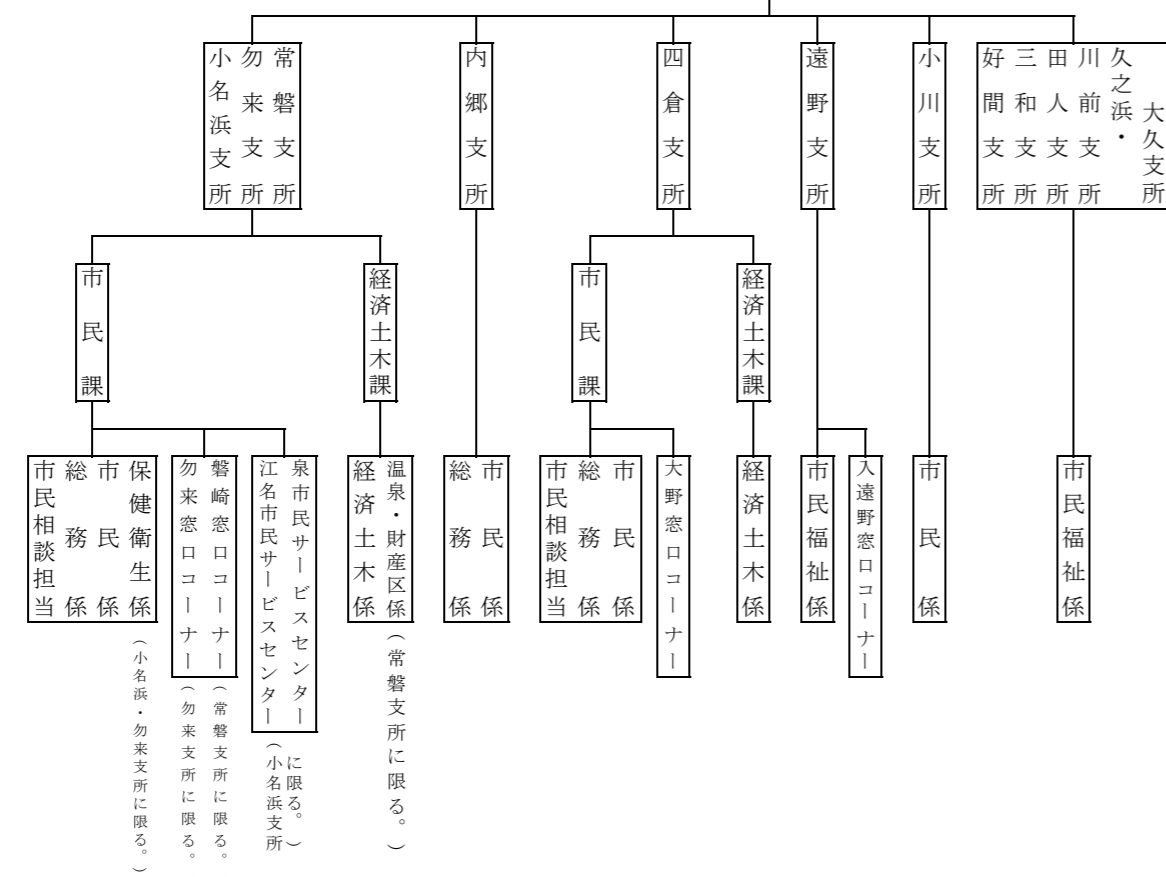 久之浜・
大久支所
川前支所
田人支所
三和支所
好間支所
小川支所
遠野支所
四倉支所
内郷支所
常磐支所
勿来支所
小名浜支所
経済土木課
市民課
経済土木課
市民課
市民福祉係
市民係
入遠野窓口コーナー
市民福祉係
経済土木係
大野窓口コーナー
市民係
総務係
市民相談担当
市民係
総務係
温泉・財産区係(常磐支所に限る。)
経済土木係
泉市民サービスセンター
江名市民サービスセンター
(小名浜支所
に限る。)
磐崎窓口コーナー(常磐支所に限る。
勿来窓口コーナー(勿来支所に限る。
保健衛生係(小名浜・勿来支所に限る。)
市民係
総務係
市民相談担当